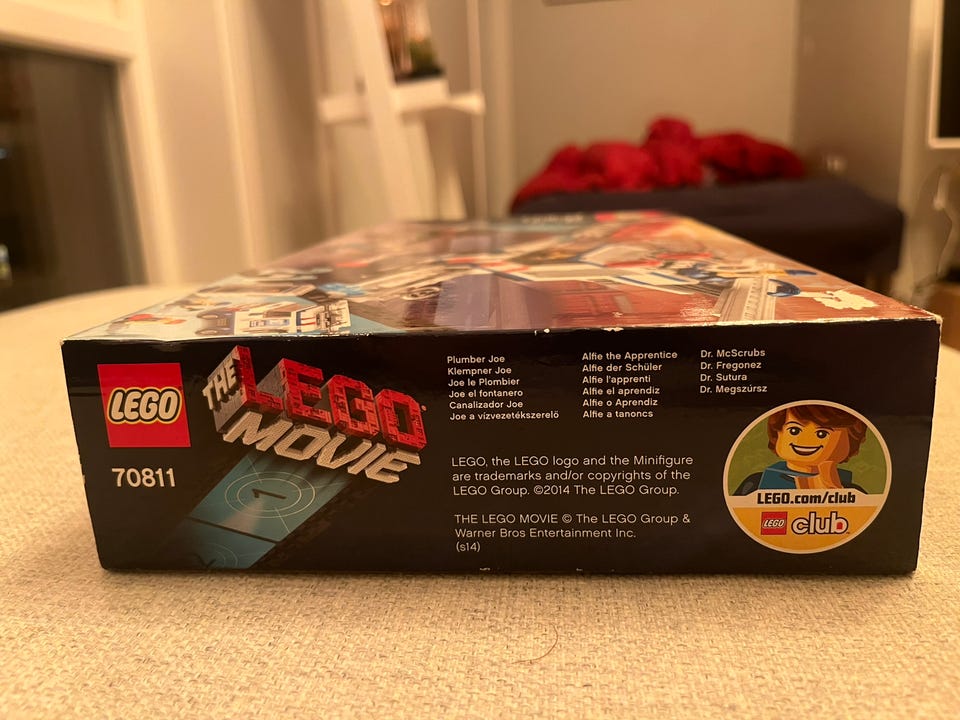 LEGO
70811
THE
LEGO
MOVIE
1
Plumber Joe
Klempner Joe
Joe le Plombier
Joe el fontanero
Canalizador Joe
Joe a vízvezetékszerelő
Alfie the Apprentice
Alfie der Schüler
Alfie l'apprenti
Alfie el aprendiz
Alfie o Aprendiz
Alfie a tanoncs
Dr. McScrubs
Dr. Fregonez
Dr. Sutura
Dr. Megszúrsz
LEGO, the LEGO logo and the Minifigure
are trademarks and/or copyrights of the
LEGO Group. ©2014 The LEGO Group.
THE LEGO MOVIE © The LEGO Group &
Warner Bros Entertainment Inc.
(s14)
LEGO.com/club
LEGO club